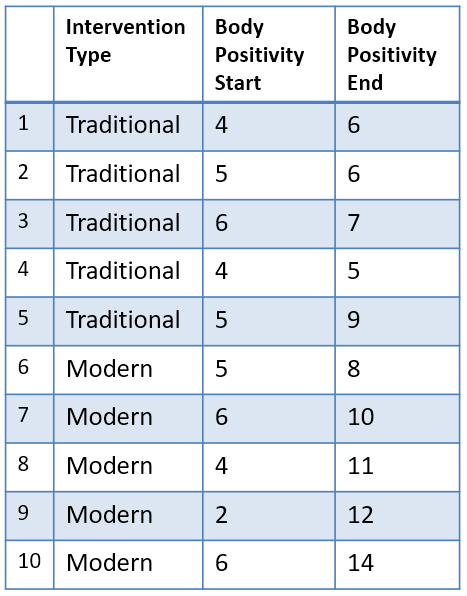 Intervention Type Body Positivity Start Body Positivity End
1 Traditional 4 6
2 Traditional 5 6
3 Traditional 6 7
4 Traditional 4 5
5 Traditional 5 9
6 Modern 5 8
7 Modern 6 10
8 Modern 4 11
9 Modern 2 12
10 Modern 6 14